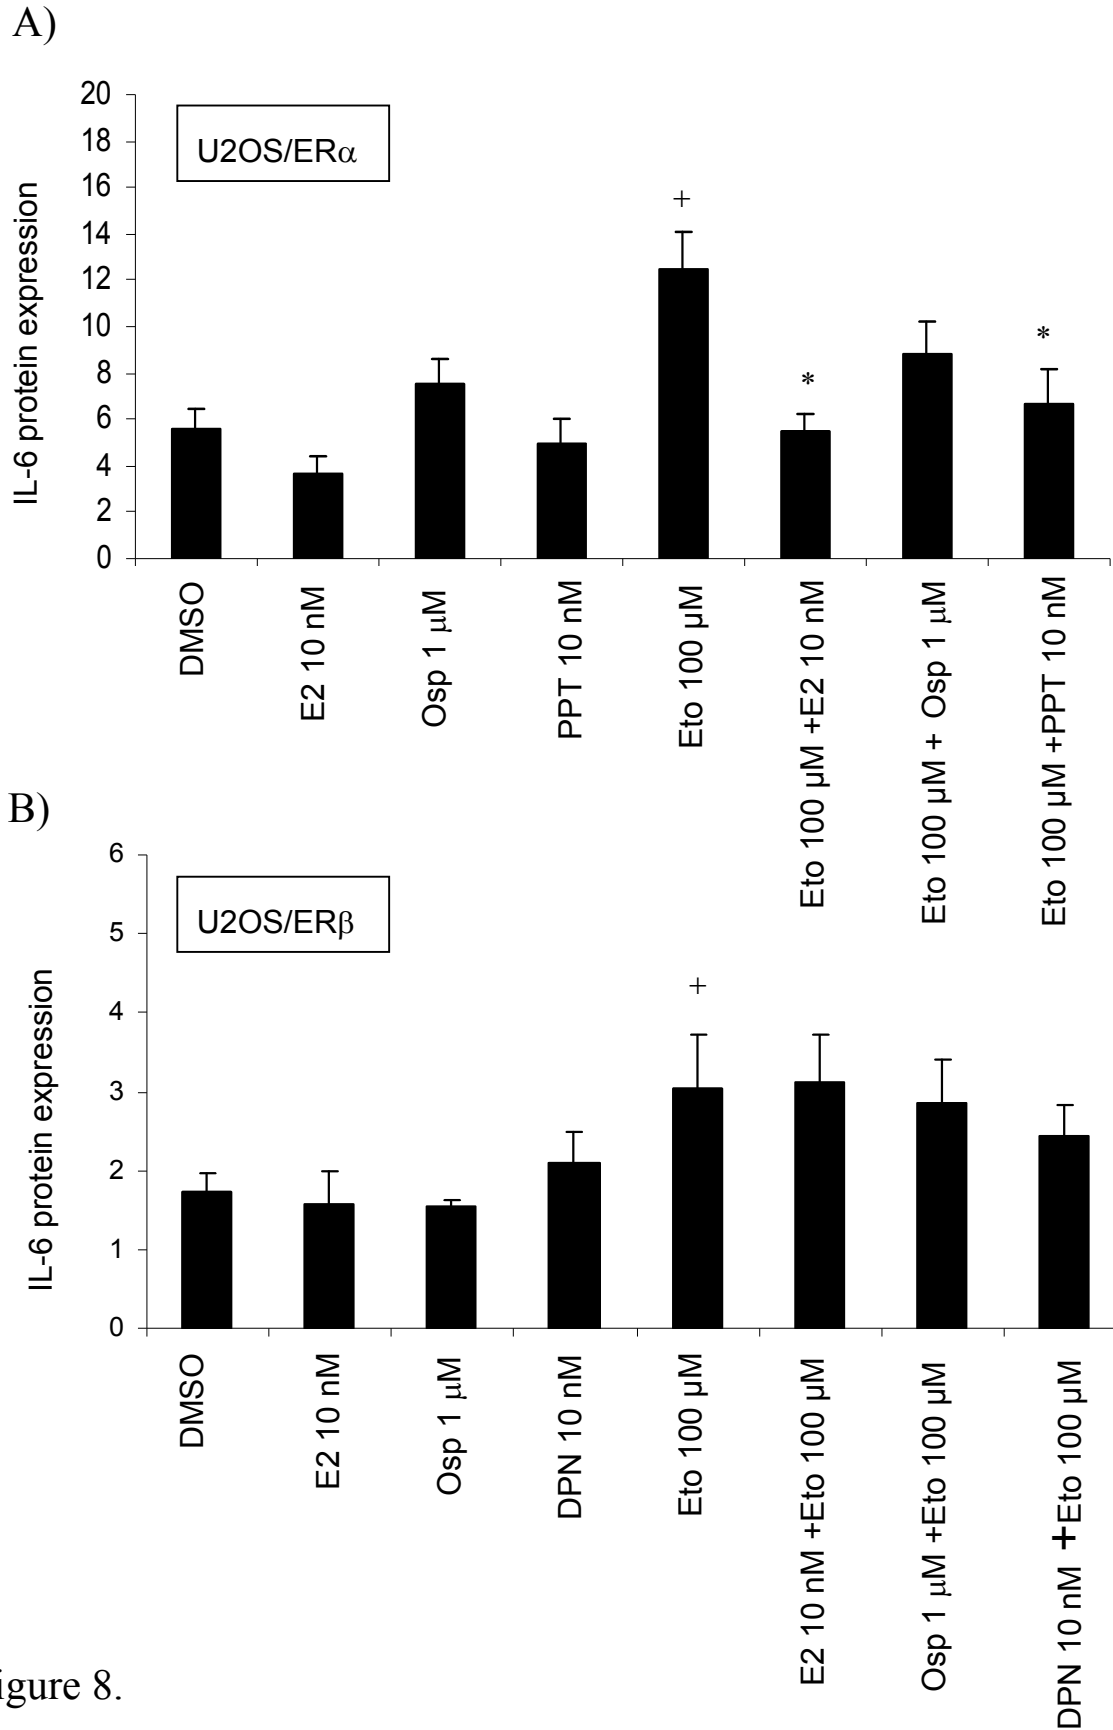 A)
20
18
16
14
12
10
8
6
4
2
0
IL-6 protein expression
U2OS/ERα
+
*
*
DMSO
E2 10 nM
Osp 1 μM
PPT 10 nM
Eto 100 μM
Eto 100 μM +E2 10 nM
Eto 100 μM + Osp 1 μM
Eto 100 μM +PPT 10 nM
B)
6
5
4
3
2
1
0
IL-6 protein expression
U2OS/ERβ
+
DMSO
E2 10 nM
Osp 1 μM
DPN 10 nM
Eto 100 μM
E2 10 nM +Eto 100 μM
Osp 1 μM +Eto 100 μM
DPN 10 nM +Eto 100 μM
igure 8.